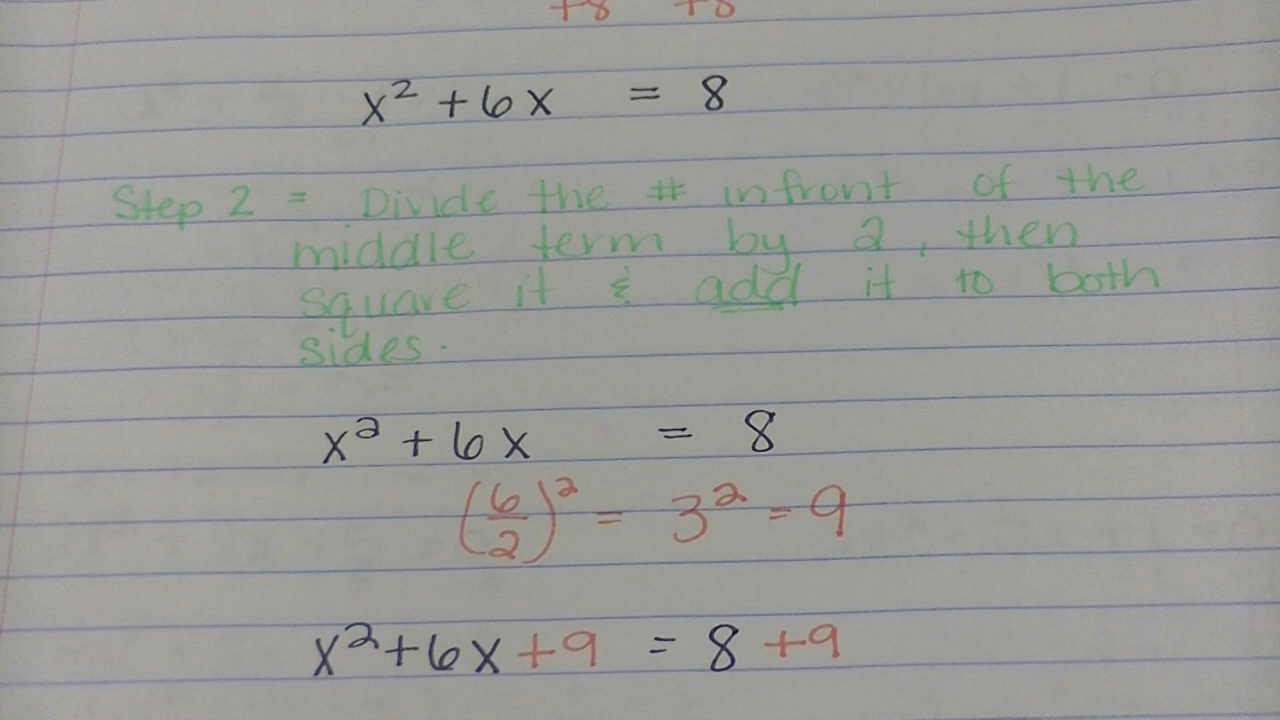 +8 +8
x² + 6x = 8
Step 2 = Divide the # infront of the
middle term by 2, then
square it & add it to both
sides.
x² + 6x = 8
(6/2)² = 3² = 9
x² + 6x + 9 = 8 + 9